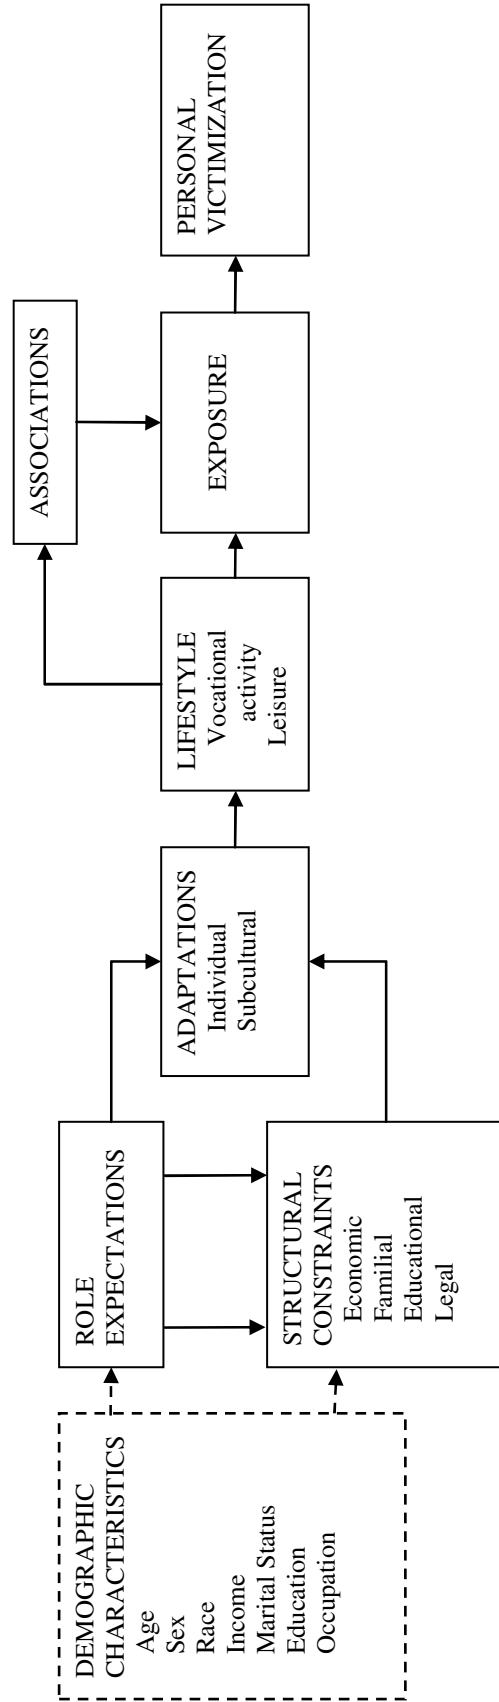 DEMOGRAPHIC
CHARACTERISTICS
Age
Sex
Race
Income
Marital Status
Education
Occupation
ROLE
EXPECTATIONS
STRUCTURAL
CONSTRAINTS
Economic
Familial
Educational
Legal
ADAPTATIONS
Individual
Subcultural
LIFESTYLE
Vocational
activity
Leisure
ASSOCIATIONS
EXPOSURE
PERSONAL
VICTIMIZATION